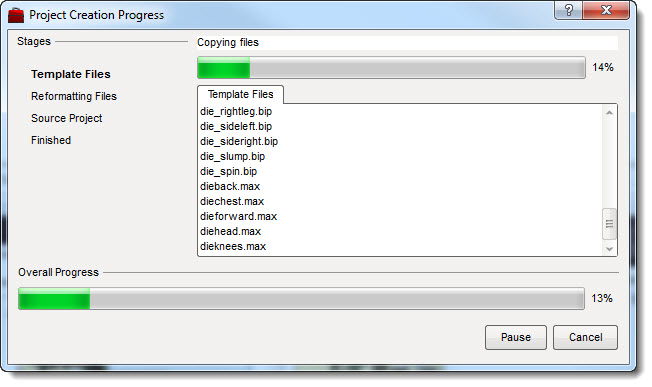 Project Creation Progress
Stages
Template Files
Reformatting Files
Source Project
Finished
Copying files
14%
Template Files
die_rightleg.bip
die_sideleft.bip
die_sideright.bip
die_slump.bip
die_spin.bip
dieback.max
diechest.max
dieforward.max
diehead.max
dieknees.max
Overall Progress
13%
Pause
Cancel